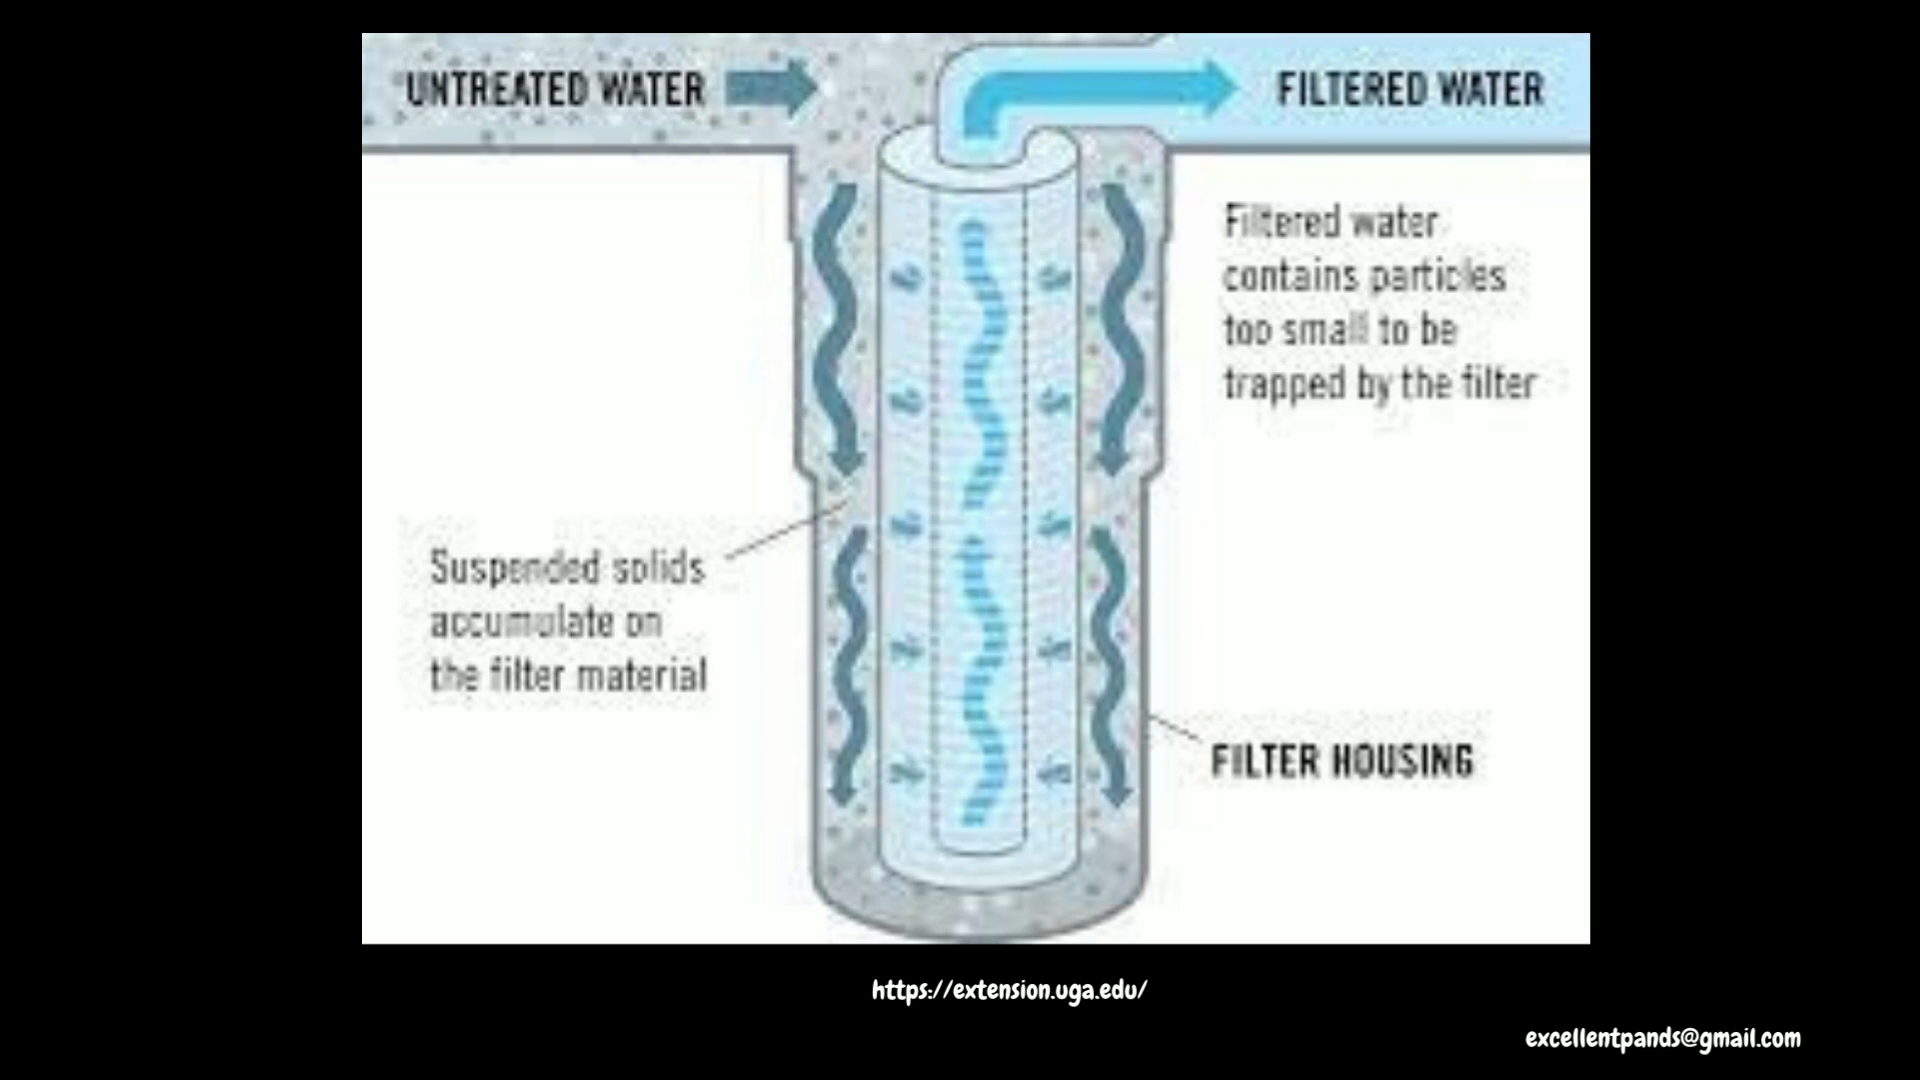 UNTREATED WATER
FILTERED WATER
Filtered water
contains particles
too small to be
trapped by the filter
Suspended solids
accumulate on
the filter material
FILTER HOUSING
https://extension.uga.edu/
excellentpands@gmail.com